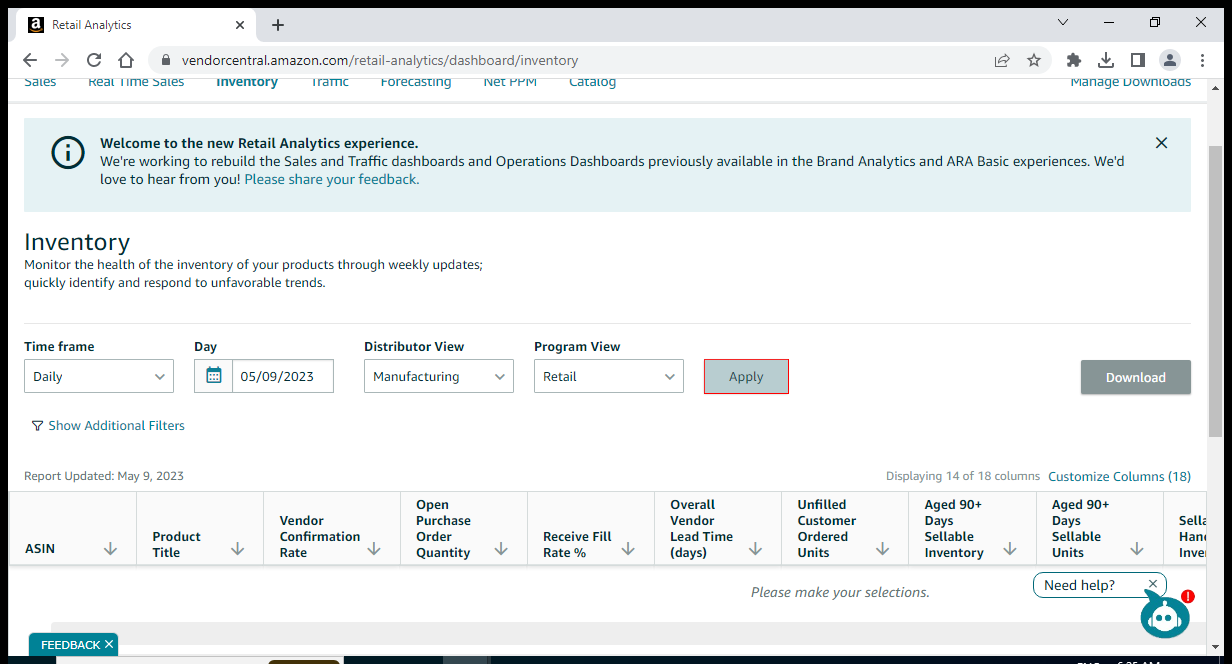 Retail Analytics
vendorcentral.amazon.com/retail-analytics/dashboard/inventory
Sales Real Time Sales Inventory Traffic Forecasting Net PPM Catalog Manage Downloads
Welcome to the new Retail Analytics experience.
We're working to rebuild the Sales and Traffic dashboards and Operations Dashboards previously available in the Brand Analytics and ARA Basic experiences. We'd
love to hear from you! Please share your feedback.
Inventory
Monitor the health of the inventory of your products through weekly updates;
quickly identify and respond to unfavorable trends.
Time frame Day Distributor View Program View
Daily 05/09/2023 Manufacturing Retail Apply Download
Show Additional Filters
Report Updated: May 9, 2023 Displaying 14 of 18 columns Customize Columns (18)
ASIN
Product
Title
Vendor
Confirmation
Rate
Open
Purchase
Order
Quantity
Receive Fill
Rate %
Overall
Vendor
Lead Time
(days)
Unfilled
Customer
Ordered
Units
Aged 90+
Days
Sellable
Inventory
Aged 90+
Days
Sellable
Units
Please make your selections.
Need help?
FEEDBACK